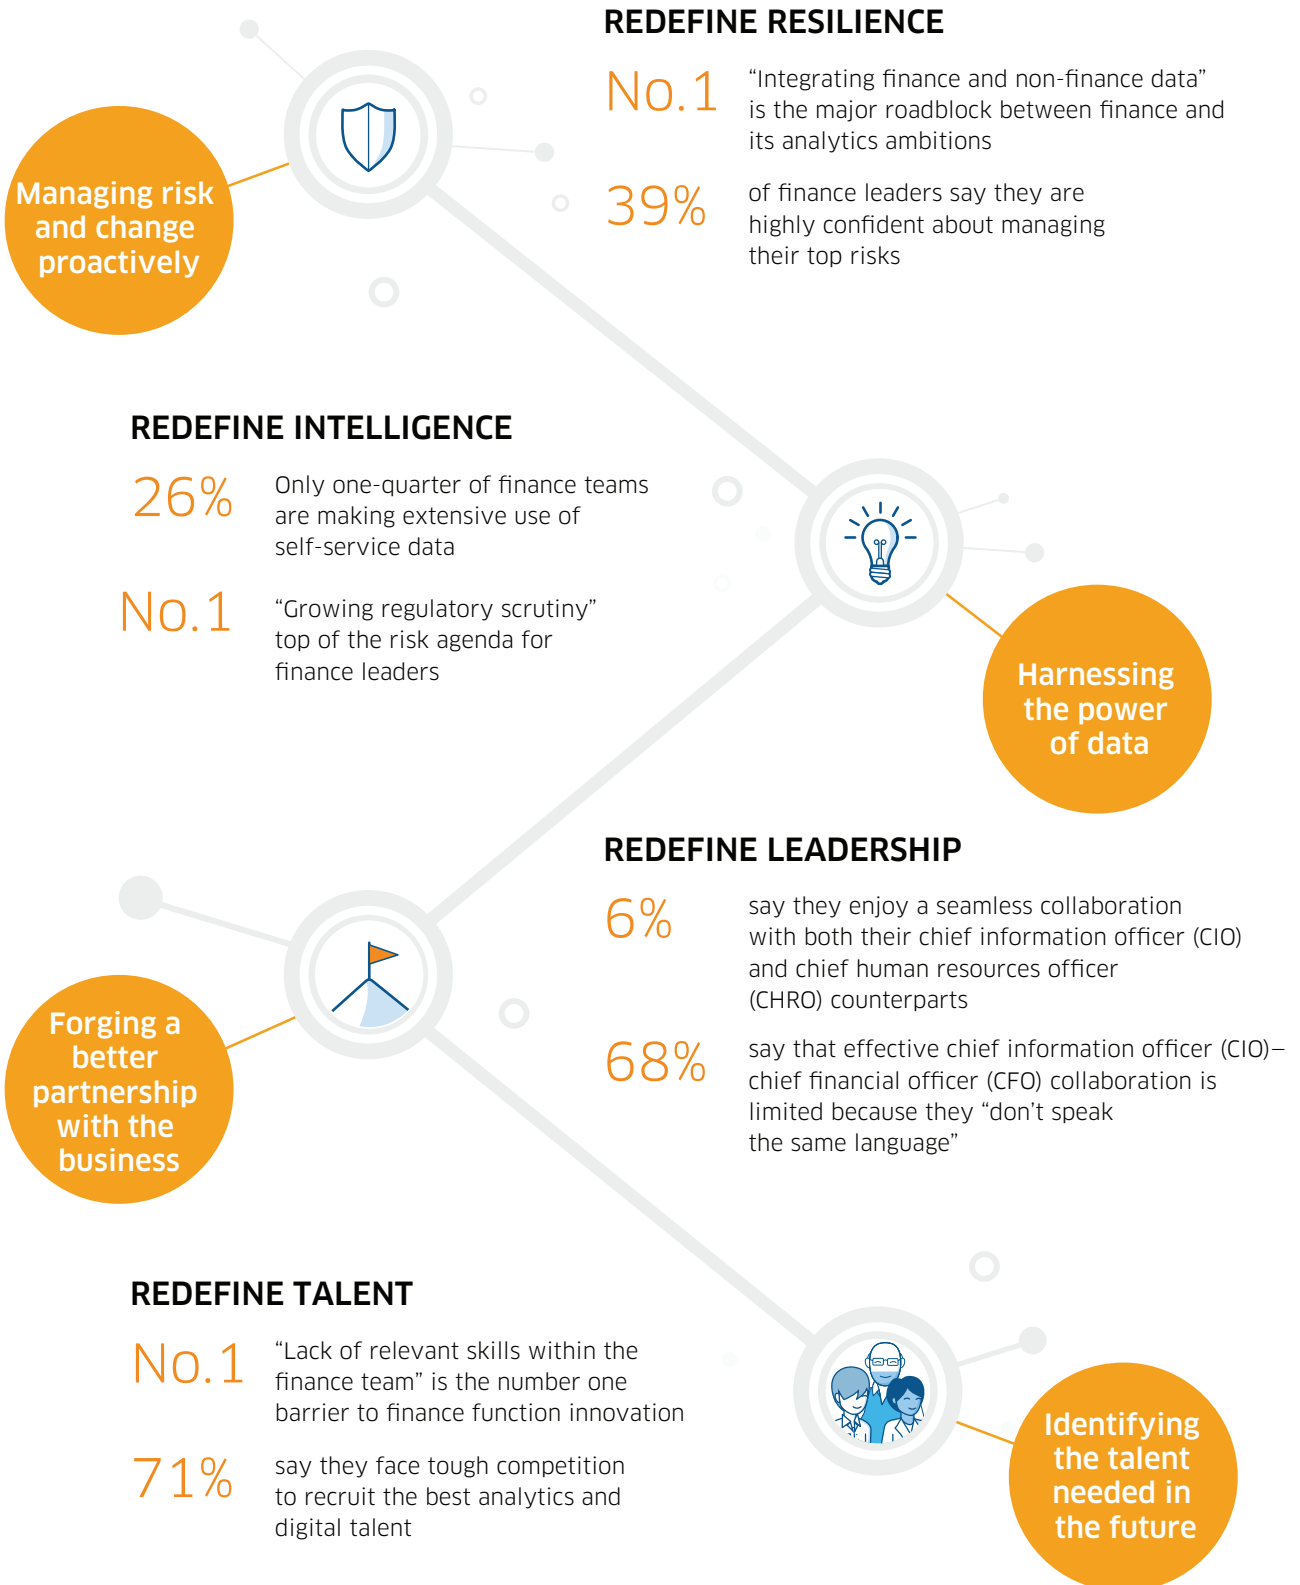 REDEFINE RESILIENCE
No.1
“Integrating finance and non-finance data”
is the major roadblock between finance and
its analytics ambitions
39%
of finance leaders say they are
highly confident about managing
their top risks
Managing risk
and change
proactively
REDEFINE INTELLIGENCE
26%
Only one-quarter of finance teams
are making extensive use of
self-service data
No.1
“Growing regulatory scrutiny”
top of the risk agenda for
finance leaders
Harnessing
the power
of data
REDEFINE LEADERSHIP
6%
say they enjoy a seamless collaboration
with both their chief information officer (CIO)
and chief human resources officer
(CHRO) counterparts
68%
say that effective chief information officer (CIO)–
chief financial officer (CFO) collaboration is
limited because they “don’t speak
the same language”
Forging a
better
partnership
with the
business
REDEFINE TALENT
No.1
“Lack of relevant skills within the
finance team” is the number one
barrier to finance function innovation
71%
say they face tough competition
to recruit the best analytics and
digital talent
Identifying
the talent
needed in
the future